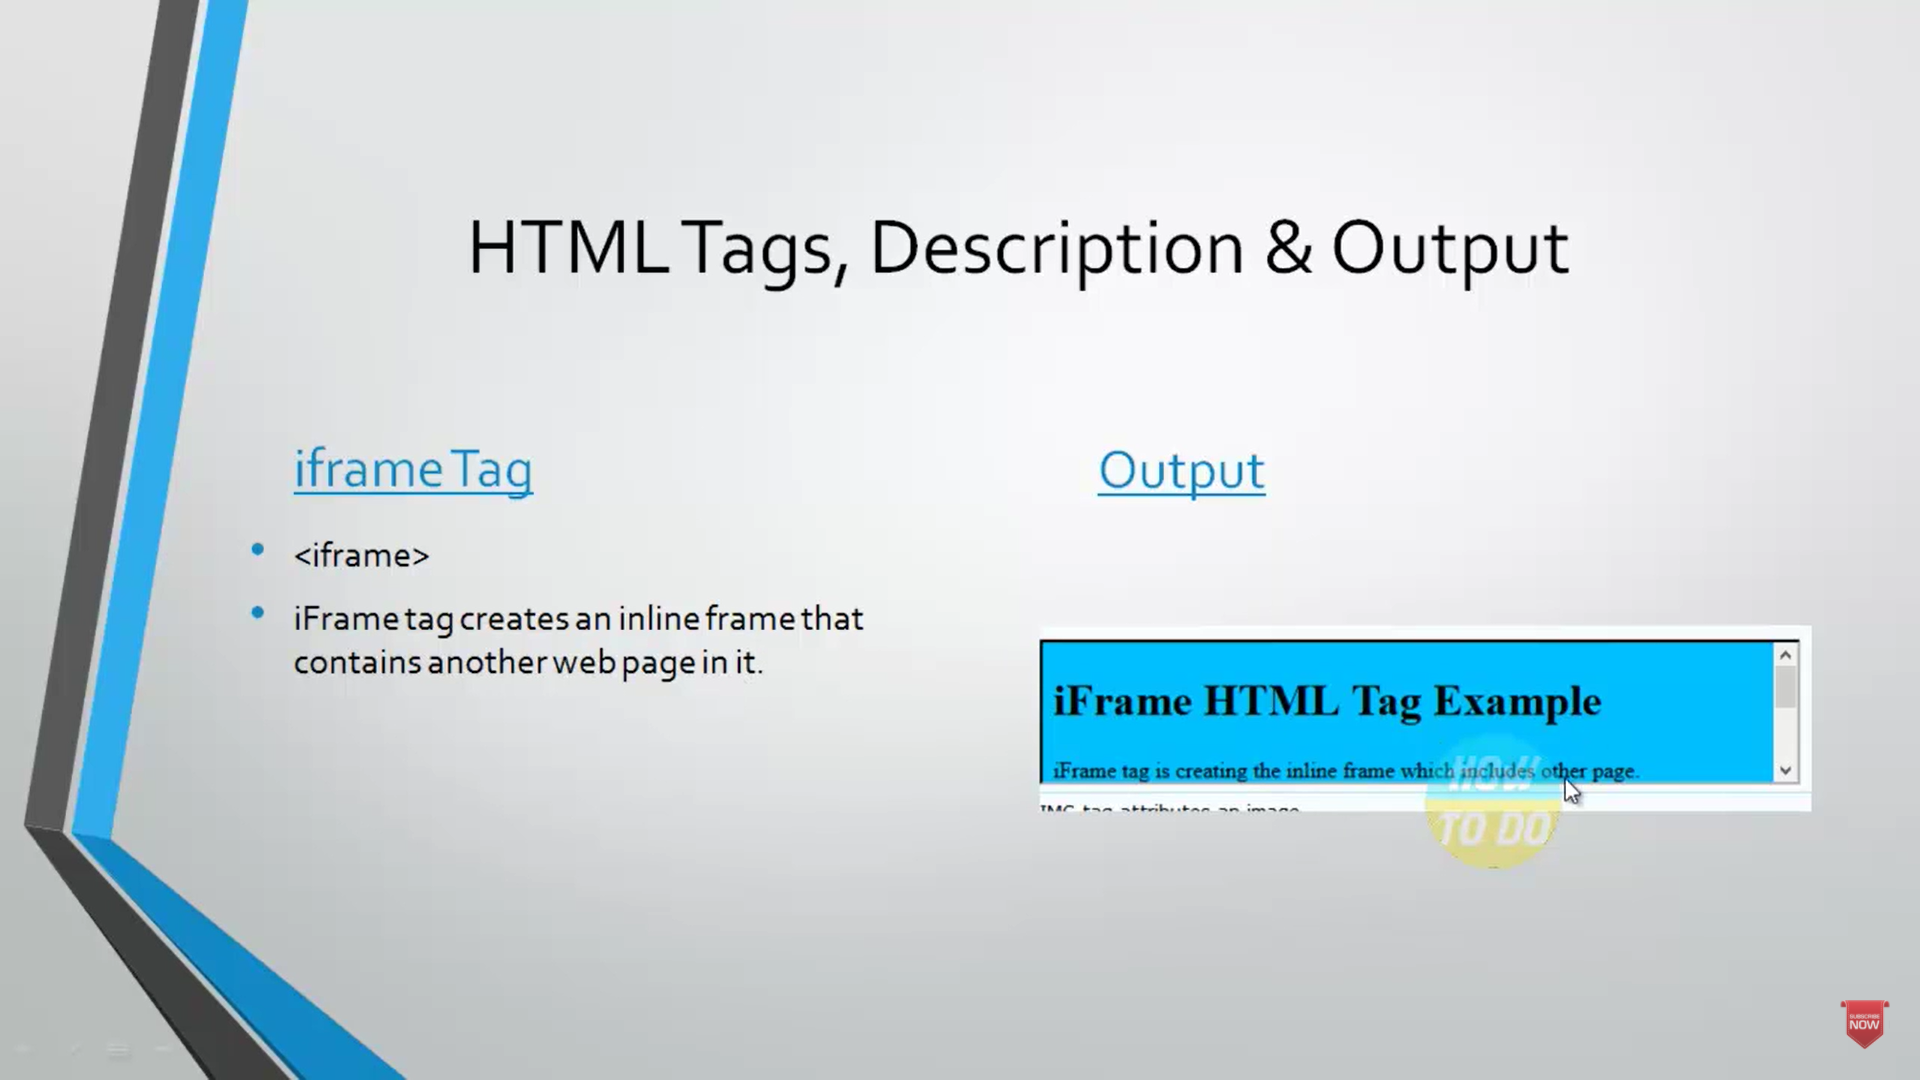 HTML Tags, Description & Output
iframe Tag
<iframe>
iFrame tag creates an inline frame that
contains another web page in it.
Output
iFrame HTML Tag Example
iFrame tag is creating the inline frame which includes other page.
IMG tag attributes an image
HOW
TO DO
SUBSCRIBE
NOW